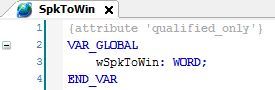 SpkToWin
1 {attribute 'qualified_only'}
2 VAR_GLOBAL
3 wSpkToWin: WORD;
4 END_VAR